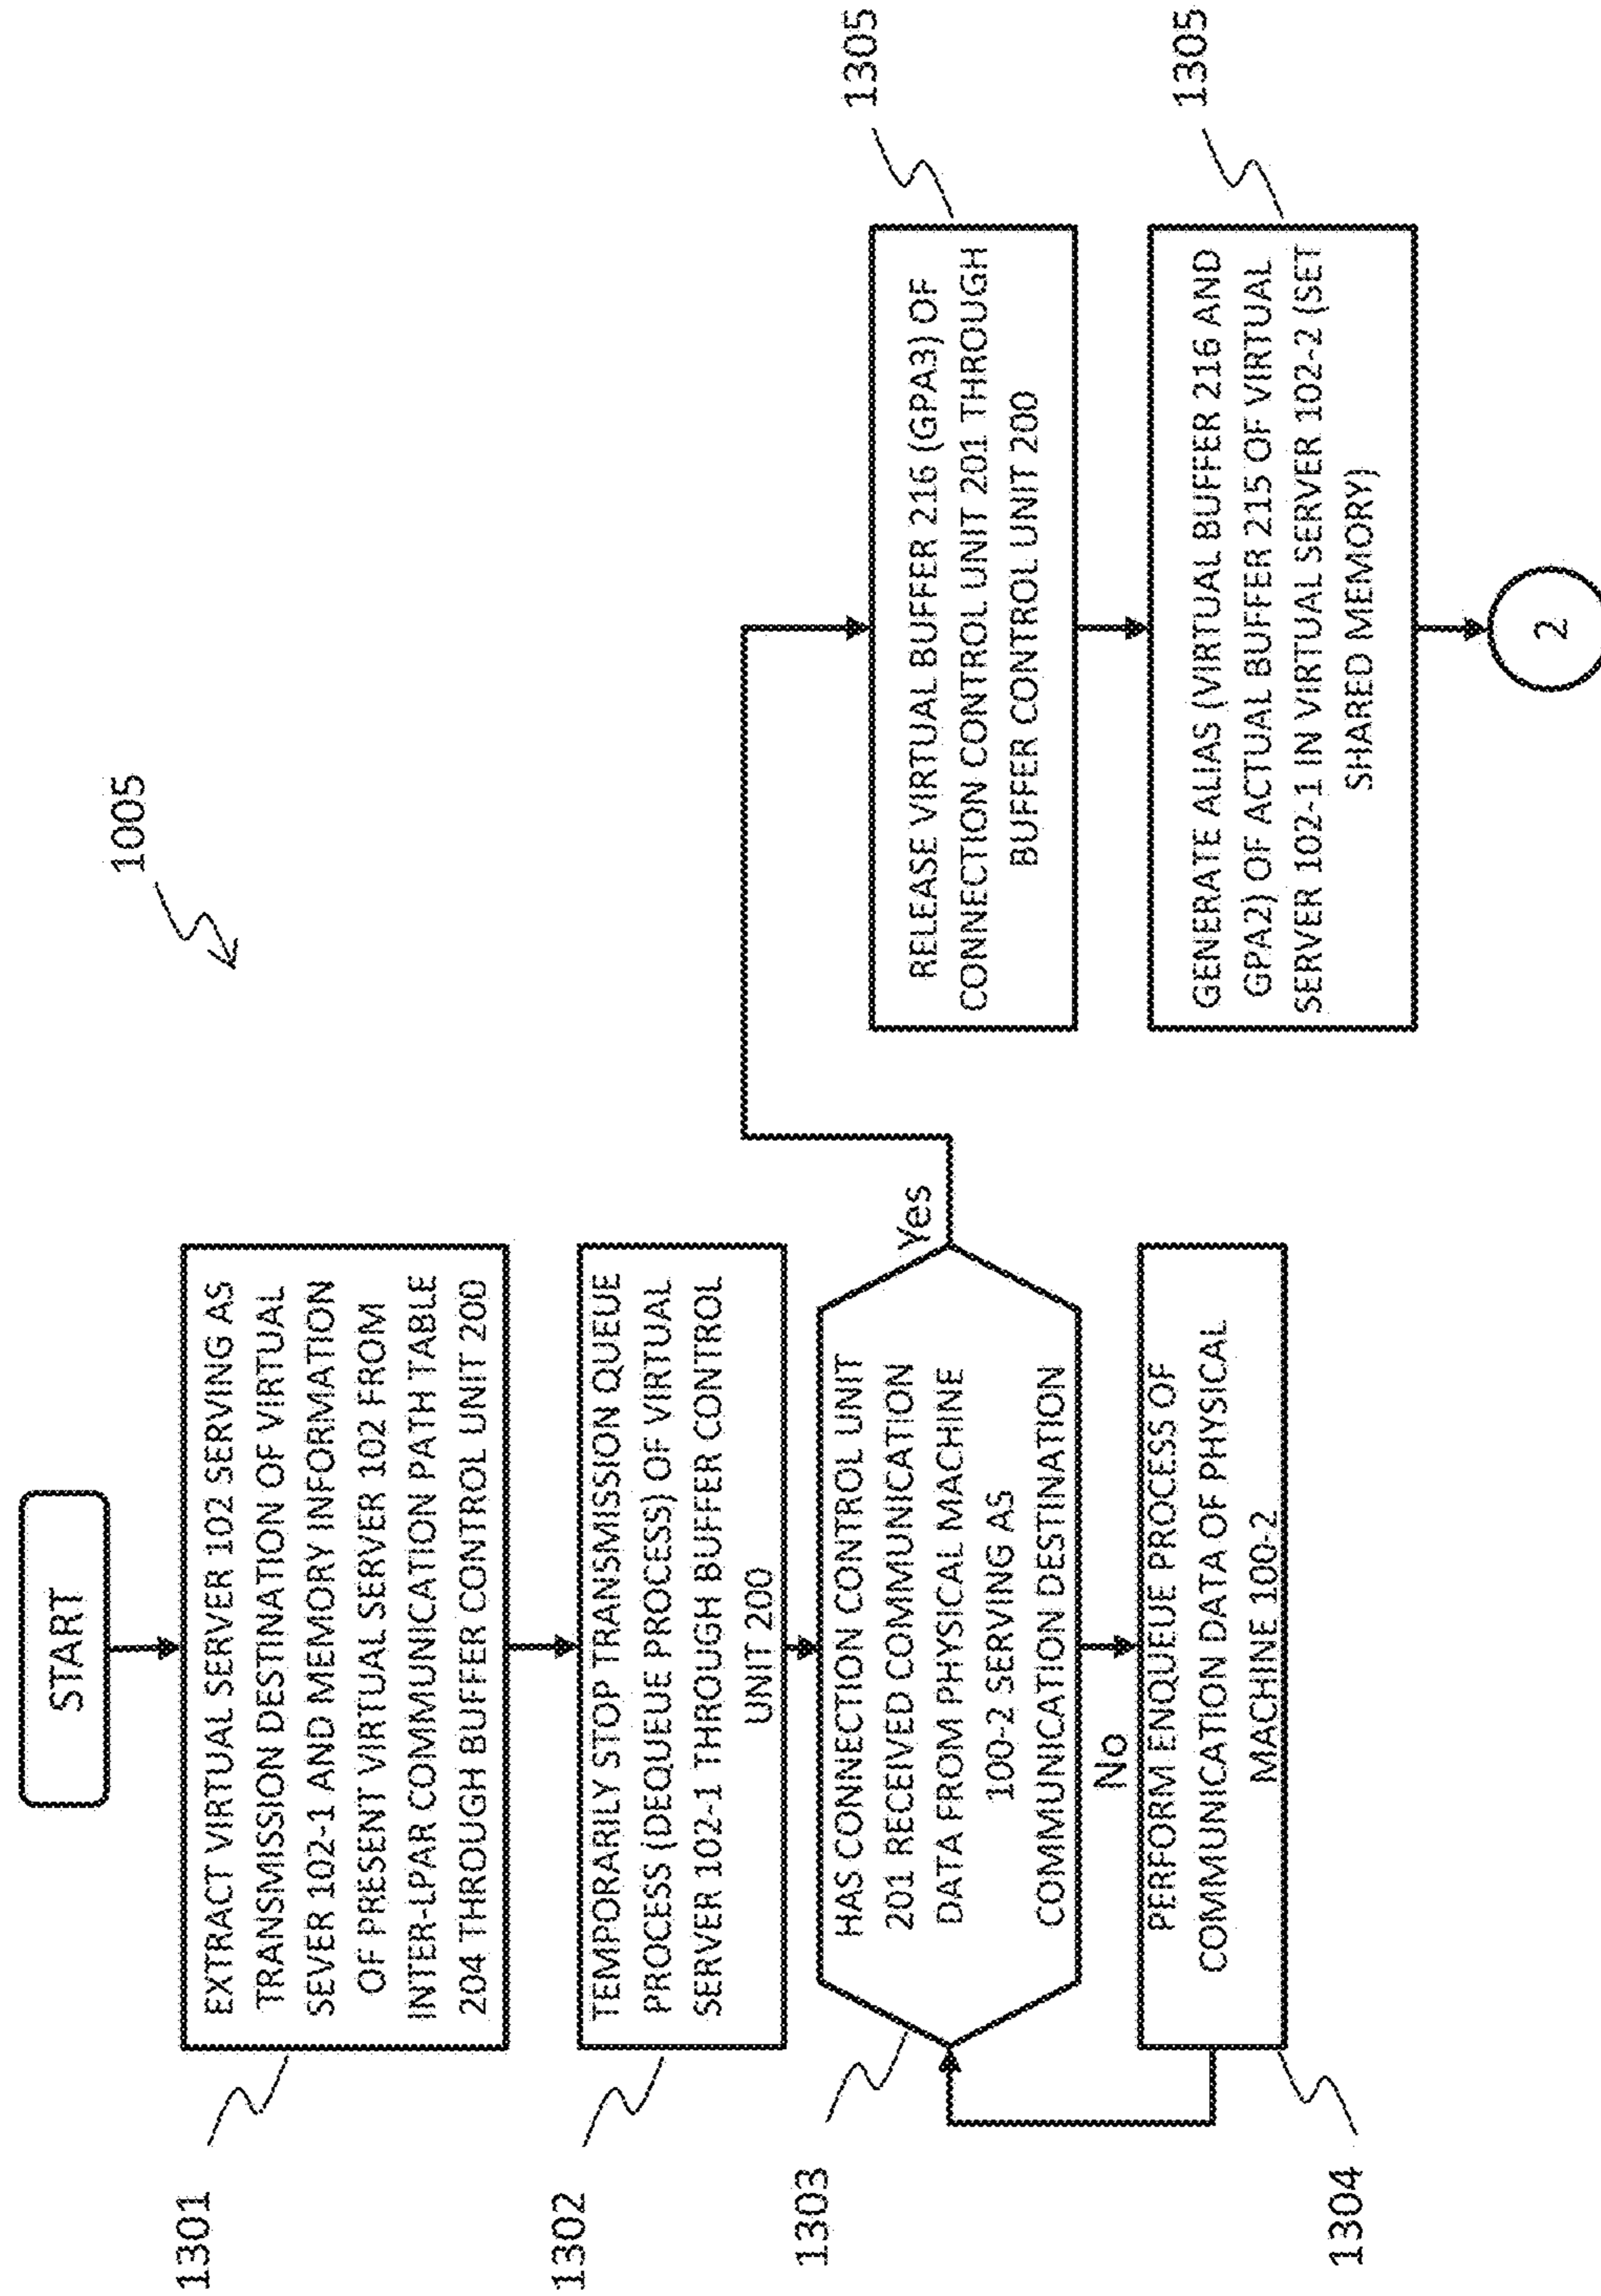 1005
START
1301
EXTRACT VIRTUAL SERVER 102 SERVING AS
TRANSMISSION DESTINATION OF VIRTUAL
SEVER 102-1 AND MEMORY INFORMATION
OF PRESENT VIRTUAL SERVER 102 FROM
INTER-LPAR COMMUNICATION PATH TABLE
204 THROUGH BUFFER CONTROL UNIT 200
1302
TEMPORARILY STOP TRANSMISSION QUEUE
PROCESS (DEQUEUE PROCESS) OF VIRTUAL
SERVER 102-1 THROUGH BUFFER CONTROL
UNIT 200
1303
HAS CONNECTION CONTROL UNIT
201 RECEIVED COMMUNICATION
DATA FROM PHYSICAL MACHINE
100-2 SERVING AS
COMMUNICATION DESTINATION
Yes
No
1304
PERFORM ENQUEUE PROCESS OF
COMMUNICATION DATA OF PHYSICAL
MACHINE 100-2
1305
RELEASE VIRTUAL BUFFER 216 (GPA3) OF
CONNECTION CONTROL UNIT 201 THROUGH
BUFFER CONTROL UNIT 200
1305
GENERATE ALIAS (VIRTUAL BUFFER 216 AND
GPA2) OF ACTUAL BUFFER 215 OF VIRTUAL
SERVER 102-1 IN VIRTUAL SERVER 102-2 (SET
SHARED MEMORY)
2